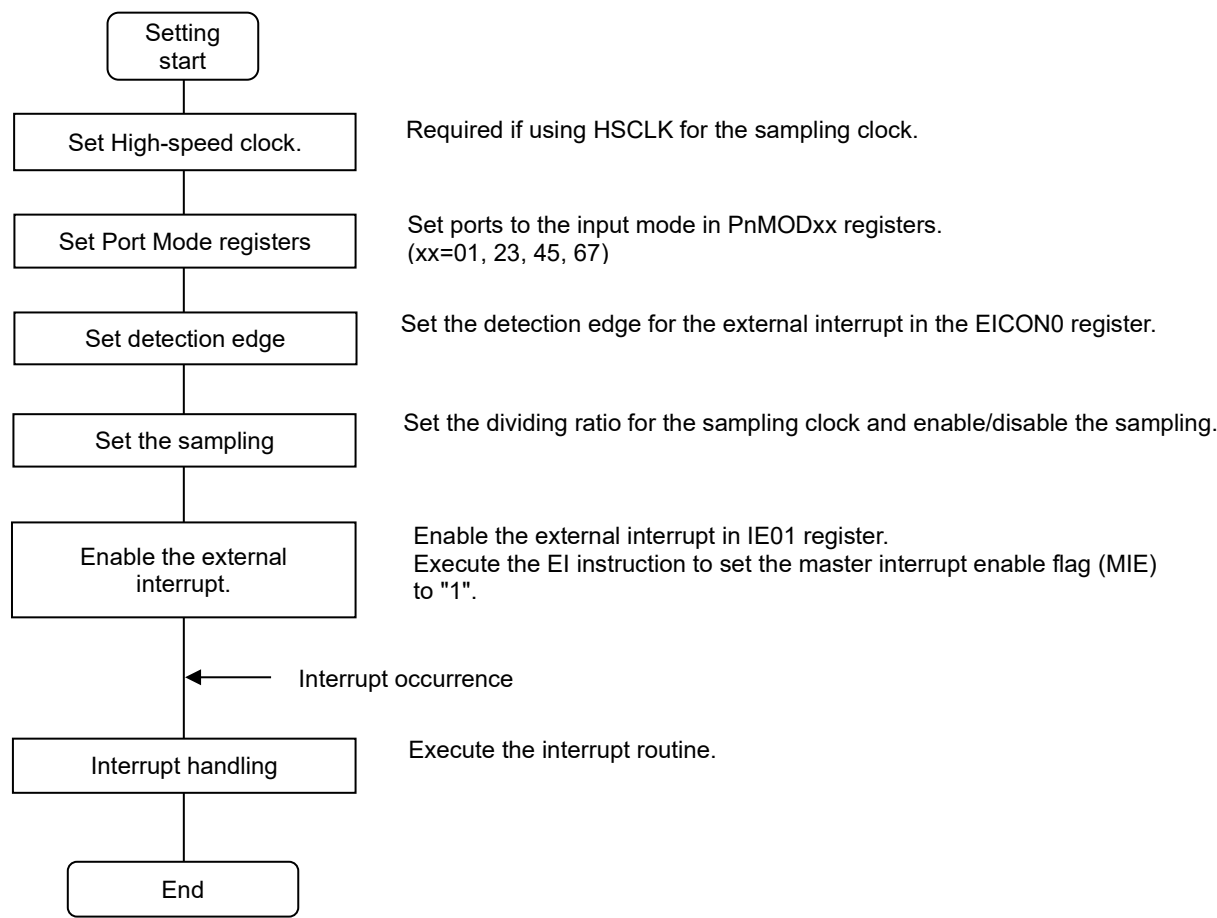 Setting
start
Set High-speed clock.
Required if using HSCLK for the sampling clock.
Set Port Mode registers
Set ports to the input mode in PnMODxx registers.
(xx=01, 23, 45, 67)
Set detection edge
Set the detection edge for the external interrupt in the EICON0 register.
Set the sampling
Set the dividing ratio for the sampling clock and enable/disable the sampling.
Enable the external
interrupt.
Enable the external interrupt in IE01 register.
Execute the EI instruction to set the master interrupt enable flag (MIE)
to "1".
Interrupt occurrence
Interrupt handling
Execute the interrupt routine.
End